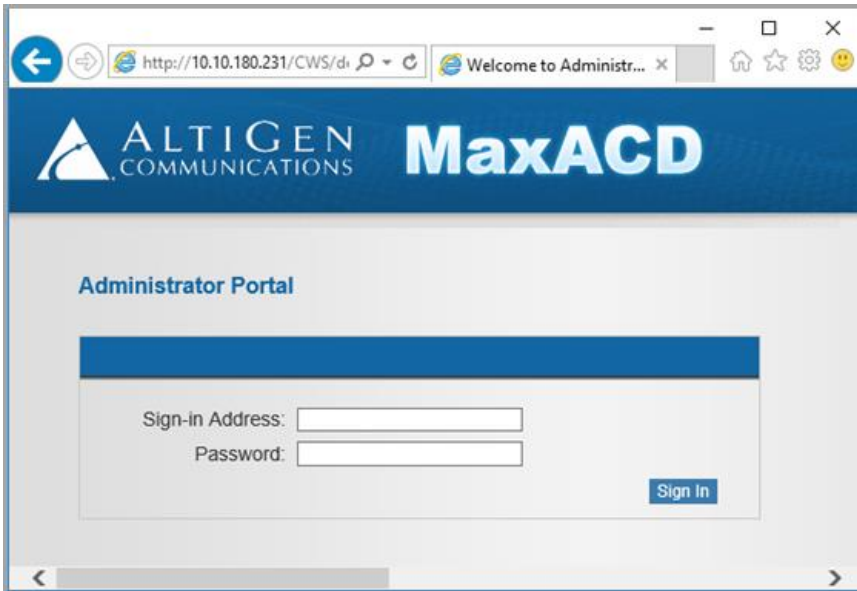 http://10.10.180.231/CWS/d
Welcome to Administr...
ALTIGEN
COMMUNICATIONS
MaxACD
Administrator Portal
Sign-in Address:
Password:
Sign In